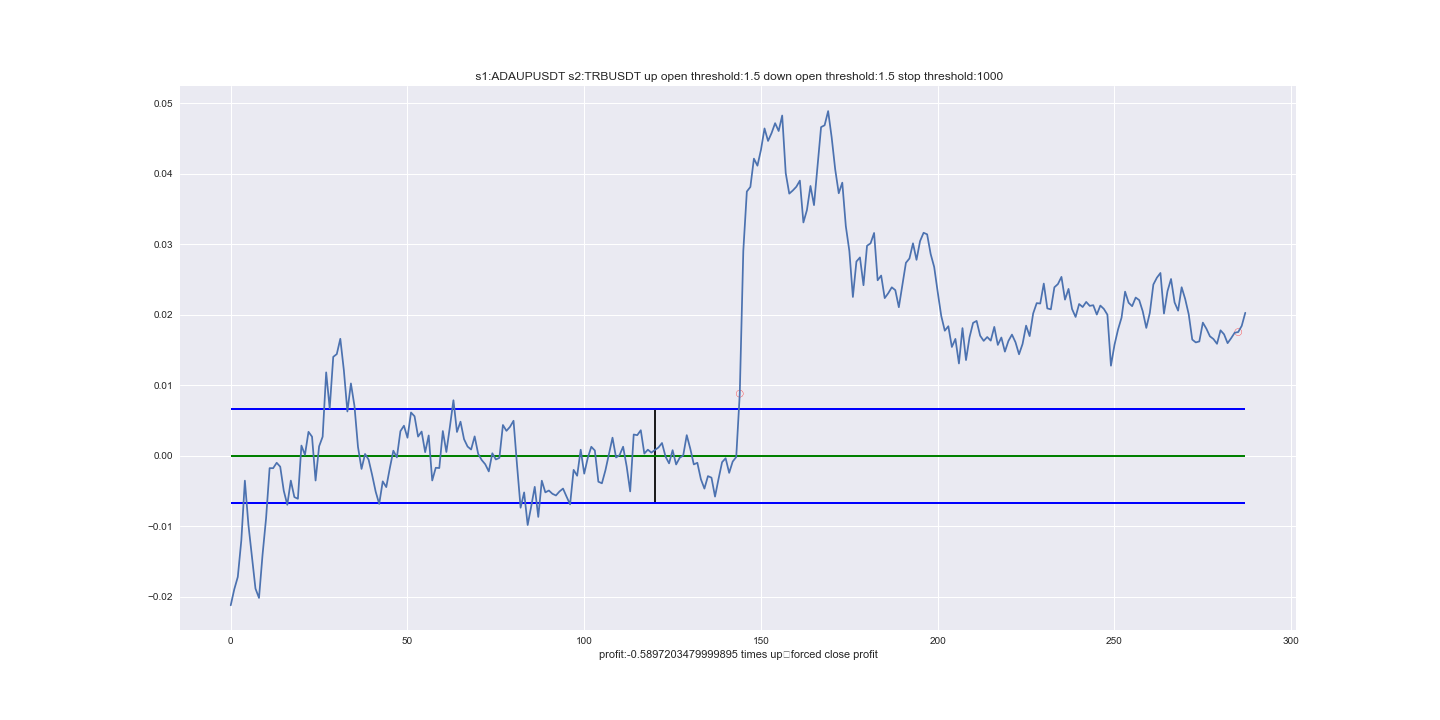 s1:ADAUPUSDT s2:TRBUSDT up open threshold:1.5 down open threshold:1.5 stop threshold:1000
0.05
0.04
0.03
0.02
0.01
0.00
−0.01
−0.02
0 50 100 150 200 250 300
profit:-0.5897203479999895 times up□forced close profit